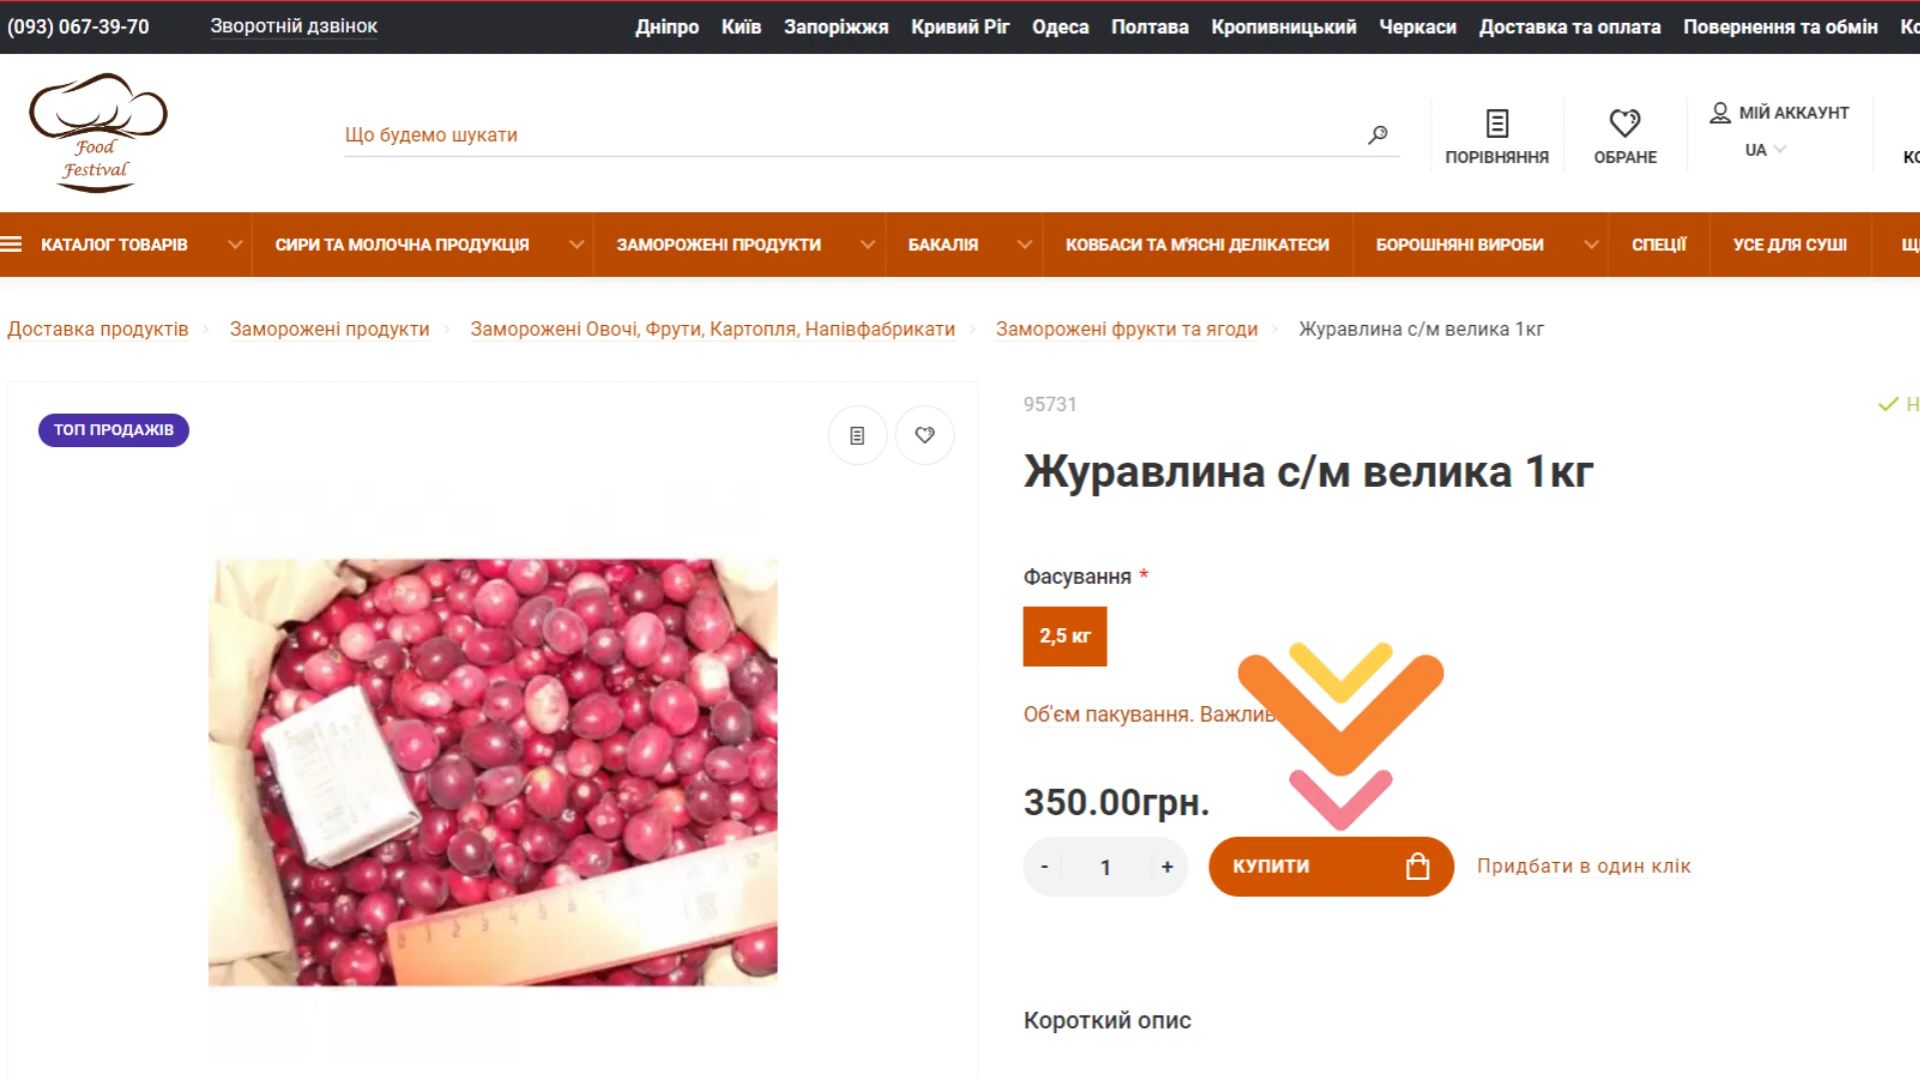 (093) 067-39-70 Зворотній дзвінок Дніпро Київ Запоріжжя Кривий Ріг Одеса Полтава Кропивницький Черкаси Доставка та оплата Повернення та обмін
Food
Festival
Що будемо шукати
ПОРІВНЯННЯ
ОБРАНЕ
МІЙ АККАУНТ
UA
КАТАЛОГ ТОВАРІВ СИРИ ТА МОЛОЧНА ПРОДУКЦІЯ ЗАМОРОЖЕНІ ПРОДУКТИ БАКАЛІЯ КОВБАСИ ТА М'ЯСНІ ДЕЛІКАТЕСИ БОРОШНЯНІ ВИРОБИ СПЕЦІЇ УСЕ ДЛЯ СУШІ
Доставка продуктів Заморожені продукти Заморожені Овочі, Фрути, Картопля, Напівфабрикати Заморожені фрукти та ягоди Журавлина с/м велика 1кг
ТОП ПРОДАЖІВ
95731
Журавлина с/м велика 1кг
Фасування *
2,5 кг
Об'єм пакування.
350.00грн.
- 1 + КУПИТИ Придбати в один клік
Короткий опис